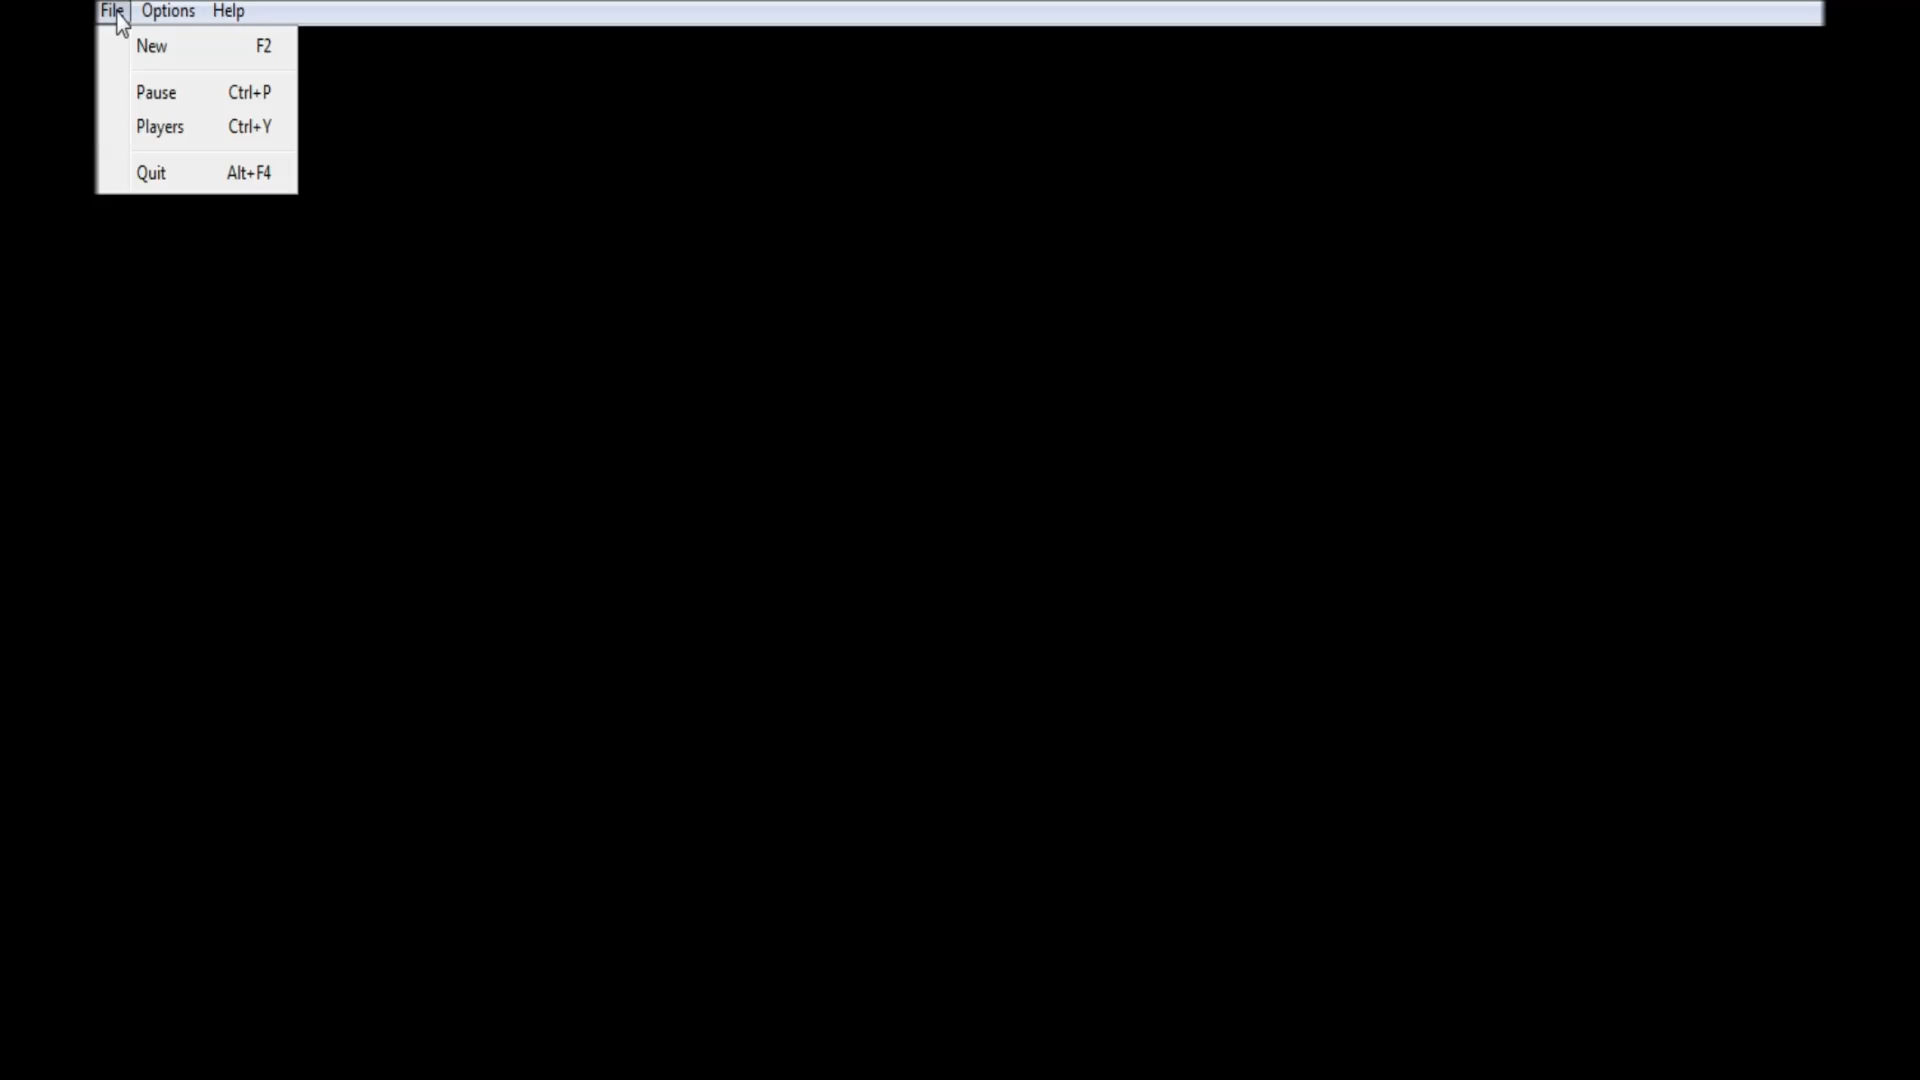 File Options Help
New F2
Pause Ctrl+P
Players Ctrl+Y
Quit Alt+F4